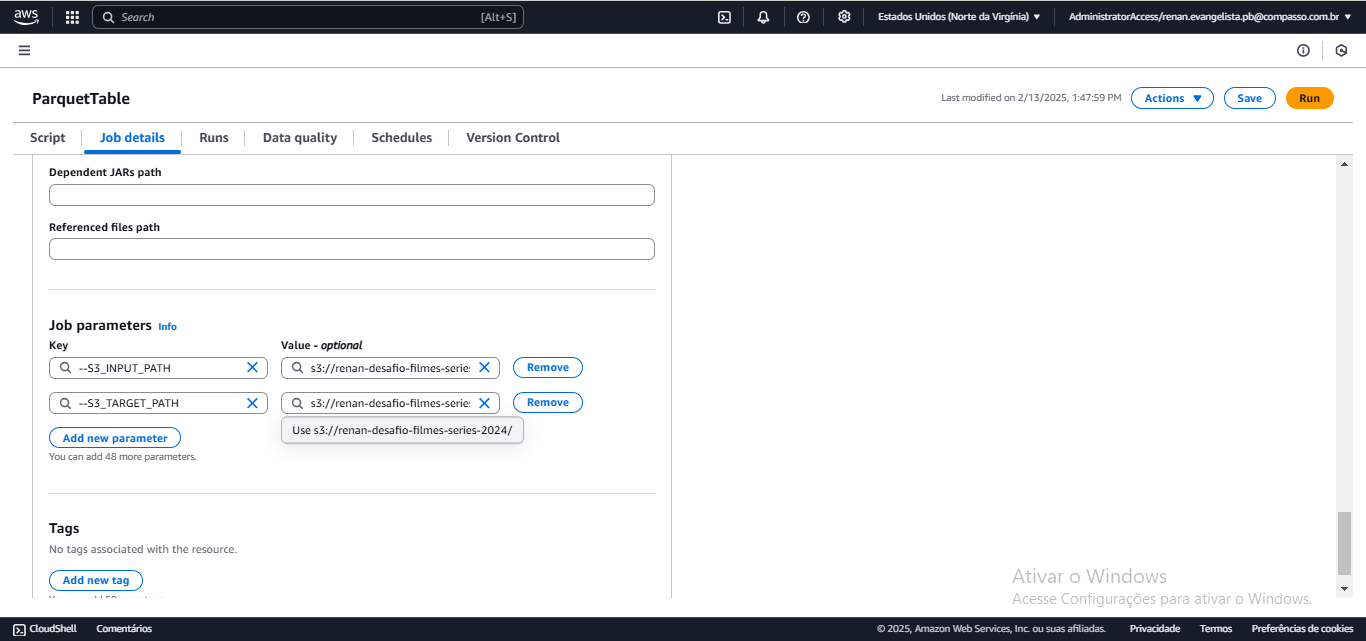 aws
Search [Alt+S]
Estados Unidos (Norte da Virgínia)
AdministratorAccess/renan.evangelista.pb@compasso.com.br
ParquetTable
Last modified on 2/13/2025, 1:47:59 PM
Actions
Save
Run
Script
Job details
Runs
Data quality
Schedules
Version Control
Dependent JARs path
Referenced files path
Job parameters Info
Key
Value - optional
--S3_INPUT_PATH
s3://renan-desafio-filmes-serie
Remove
--S3_TARGET_PATH
s3://renan-desafio-filmes-serie
Remove
Use s3://renan-desafio-filmes-series-2024/
Add new parameter
You can add 48 more parameters.
Tags
No tags associated with the resource.
Add new tag
Ativar o Windows
Acesse Configurações para ativar o Windows.
CloudShell
Comentários
© 2025, Amazon Web Services, Inc. ou suas afiliadas.
Privacidade
Termos
Preferências de cookies